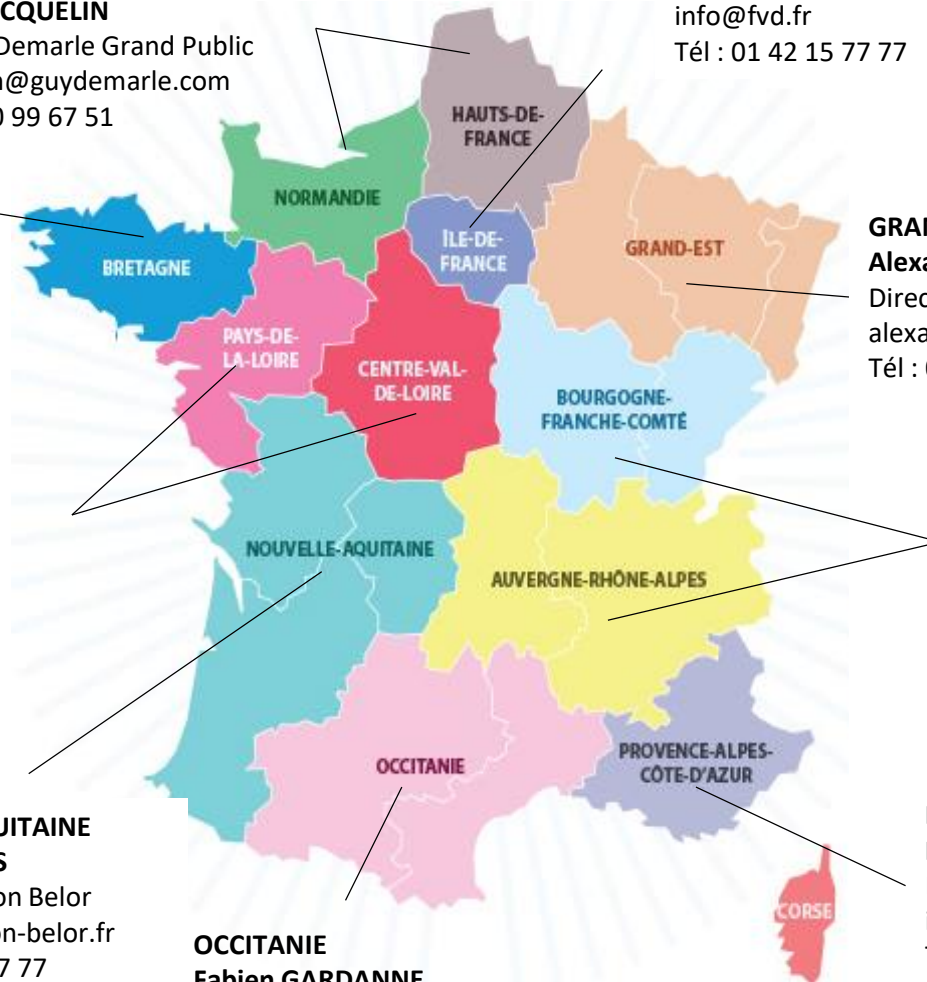 CQUELIN
Demarle Grand Public
@guydemarle.com
99 67 51
info@fvd.fr
Tél : 01 42 15 77 77
HAUTS-DE-
FRANCE
NORMANDIE
ÎLE-DE-
FRANCE
BRETAGNE
GRAND-EST
GRAN
Alexa
Direc
alexa
Tél : 0
PAYS-DE-
LA-LOIRE
CENTRE-VAL-
DE-LOIRE
BOURGOGNE-
FRANCHE-COMTÉ
NOUVELLE-AQUITAINE
AUVERGNE-RHÔNE-ALPES
OCCITANIE
PROVENCE-ALPES-
CÔTE-D'AZUR
CORSE
UITAINE
S
on Belor
on-belor.fr
7 77
OCCITANIE
Fabien GARDANNE